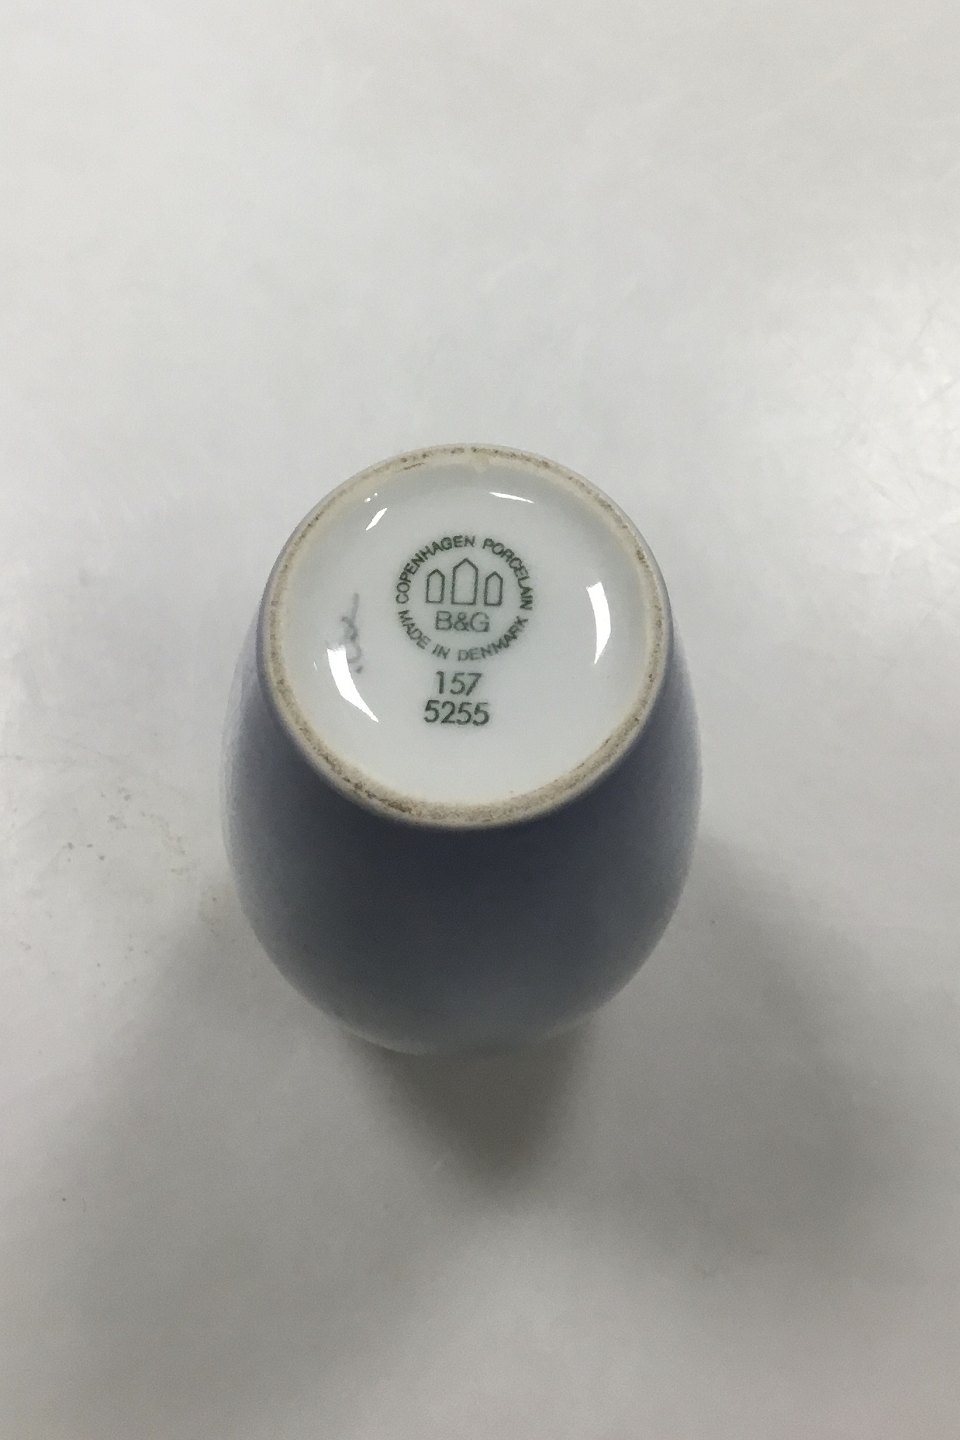 COPENHAGEN PORCELAIN
B&G
MADE IN DENMARK
157
5255